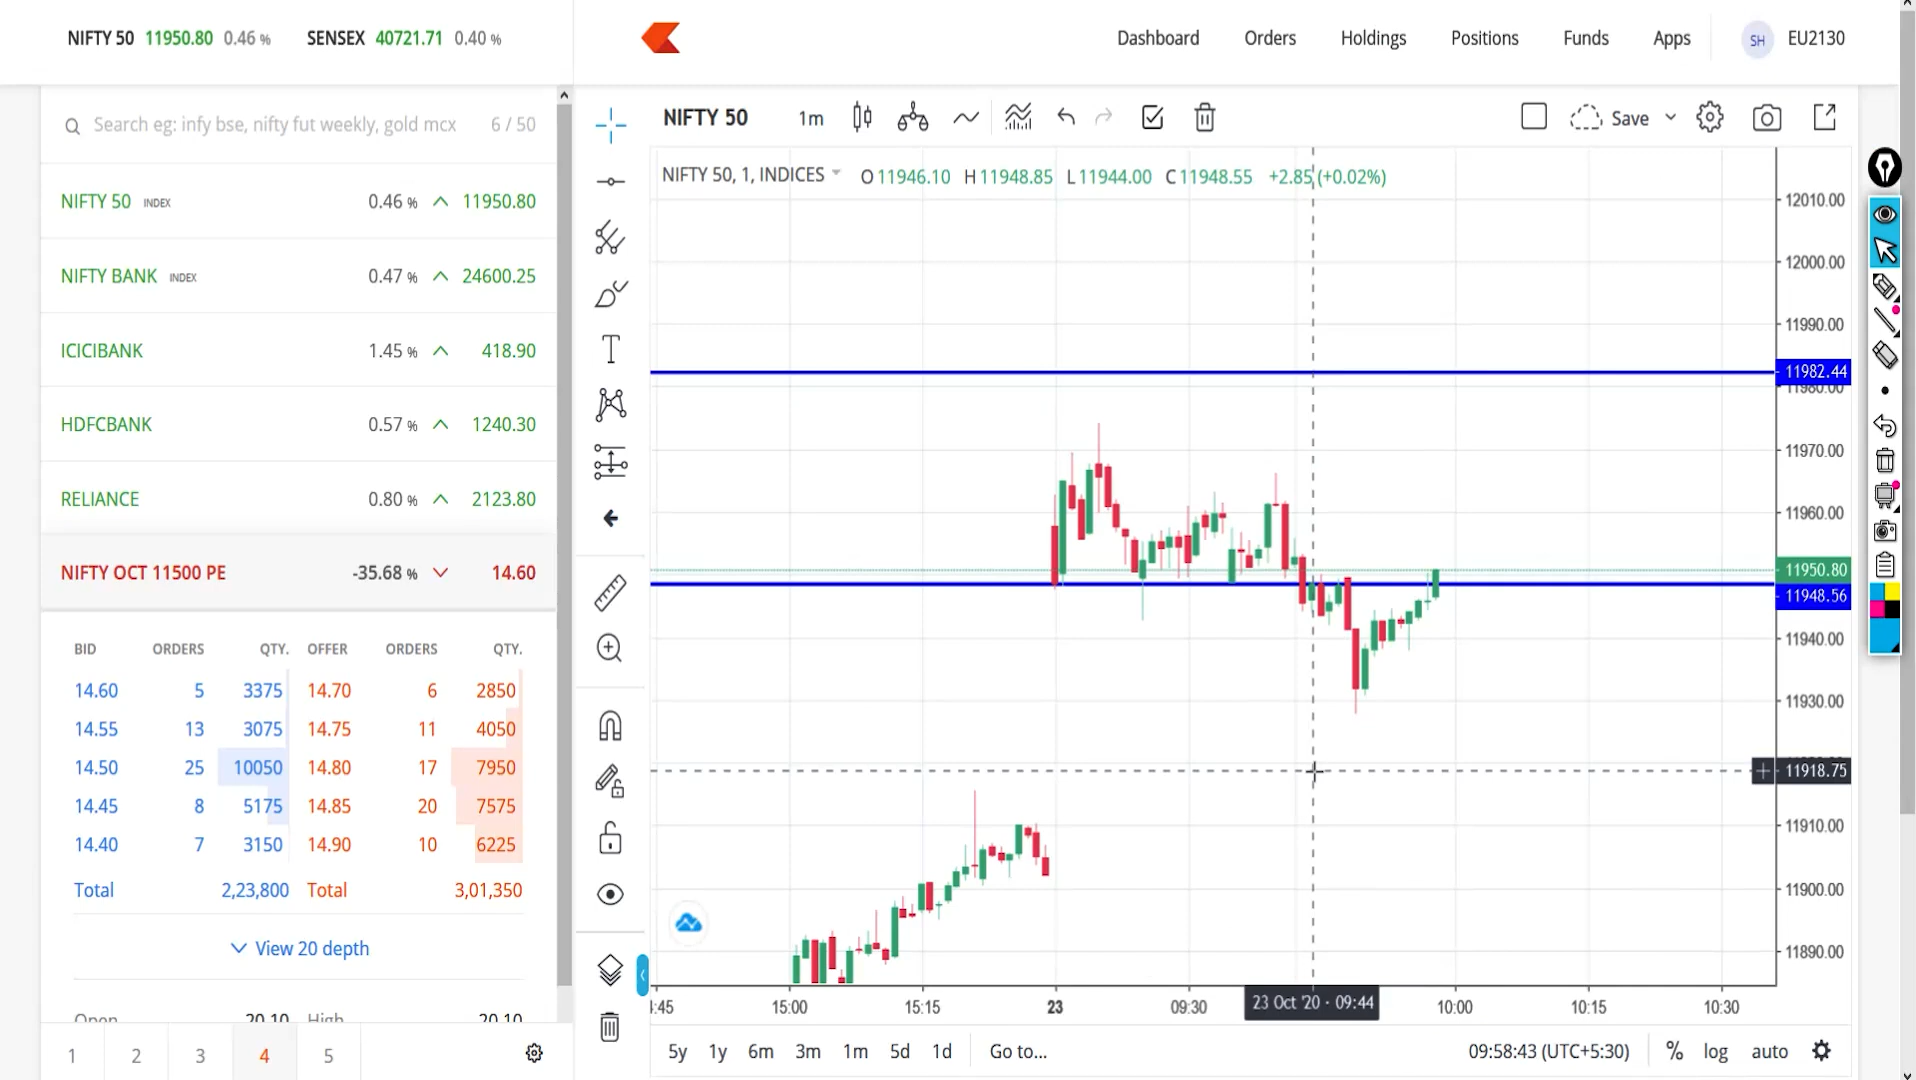 NIFTY 50 11950.80 0.46 % SENSEX 40721.71 0.40 %
Dashboard Orders Holdings Positions Funds Apps SH EU2130
Search eg: infy bse, nifty fut weekly, gold mcx 6 / 50
NIFTY 50 INDEX 0.46 % 11950.80
NIFTY BANK INDEX 0.47 % 24600.25
ICICIBANK 1.45 % 418.90
HDFCBANK 0.57 % 1240.30
RELIANCE 0.80 % 2123.80
NIFTY OCT 11500 PE -35.68 % 14.60
BID ORDERS QTY. OFFER ORDERS QTY.
14.60 5 3375 14.70 6 2850
14.55 13 3075 14.75 11 4050
14.50 25 10050 14.80 17 7950
14.45 8 5175 14.85 20 7575
14.40 7 3150 14.90 10 6225
Total 2,23,800 Total 3,01,350
View 20 depth
Open 20.10 High 20.10
1 2 3 4 5
NIFTY 50 1m Save
NIFTY 50, 1, INDICES O 11946.10 H 11948.85 L 11944.00 C 11948.55 +2.85 (+0.02%)
12010.00
12000.00
11990.00
11982.44
11980.00
11970.00
11960.00
11950.80
11948.56
11940.00
11930.00
11918.75
11910.00
11900.00
11890.00
:45 15:00 15:15 23 09:30 23 Oct '20 · 09:44 10:00 10:15 10:30
5y 1y 6m 3m 1m 5d 1d Go to... 09:58:43 (UTC+5:30) % log auto